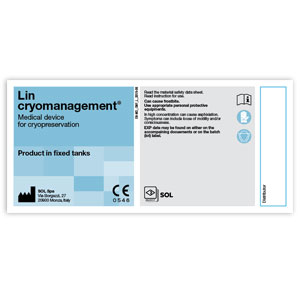 Lin
cryomanagement®
Medical device
for cryopreservation
Product in fixed tanks
SOL Spa
Via Borgazzi, 27
20900 Monza, Italy
CE
0546
Read the material safety data sheet.
Read instruction for use.
Can cause frostbite.
Use appropriate personal protective
equipments.
In high concentration can cause asphyxiation.
Symptoms can include loose of mobility and/or
consciousness.
EXP data may be found on either on the
accompanying documents or on the batch
(lot) label.
SOL
Distributor